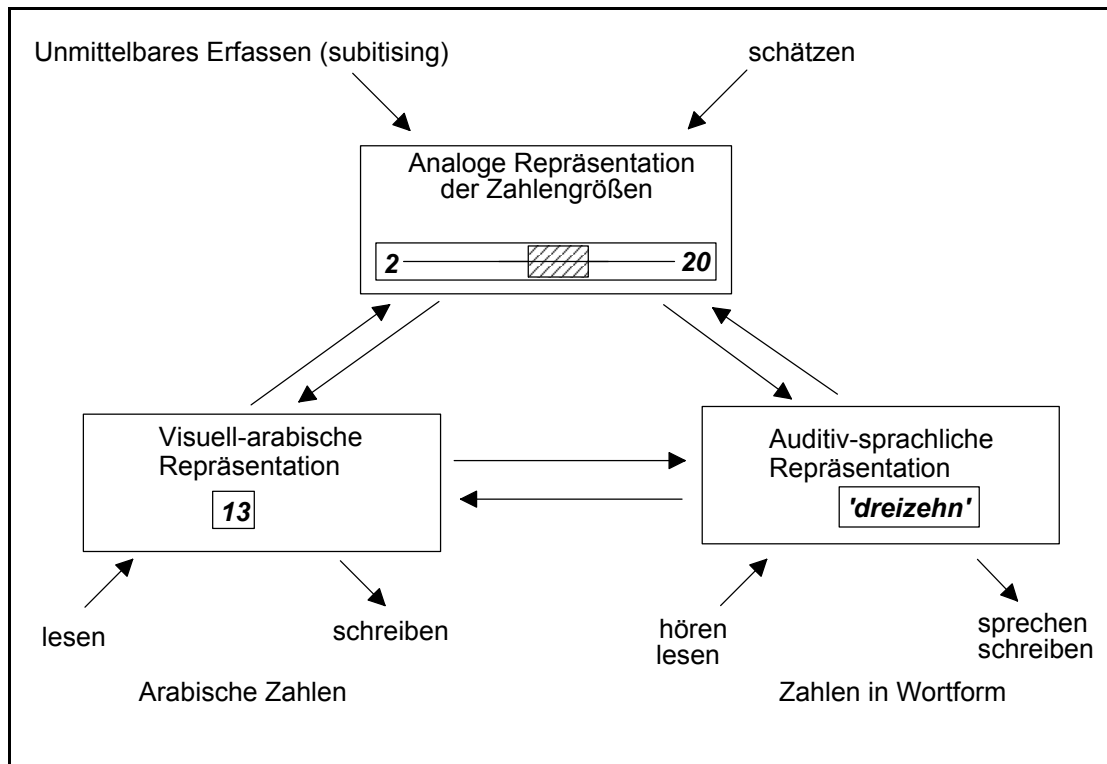 Unmittelbares Erfassen (subitising)
schätzen
Analoge Repräsentation
der Zahlengrößen
2
20
Visuell-arabische
Repräsentation
13
Auditiv-sprachliche
Repräsentation
'dreizehn'
lesen
schreiben
hören
lesen
sprechen
schreiben
Arabische Zahlen
Zahlen in Wortform